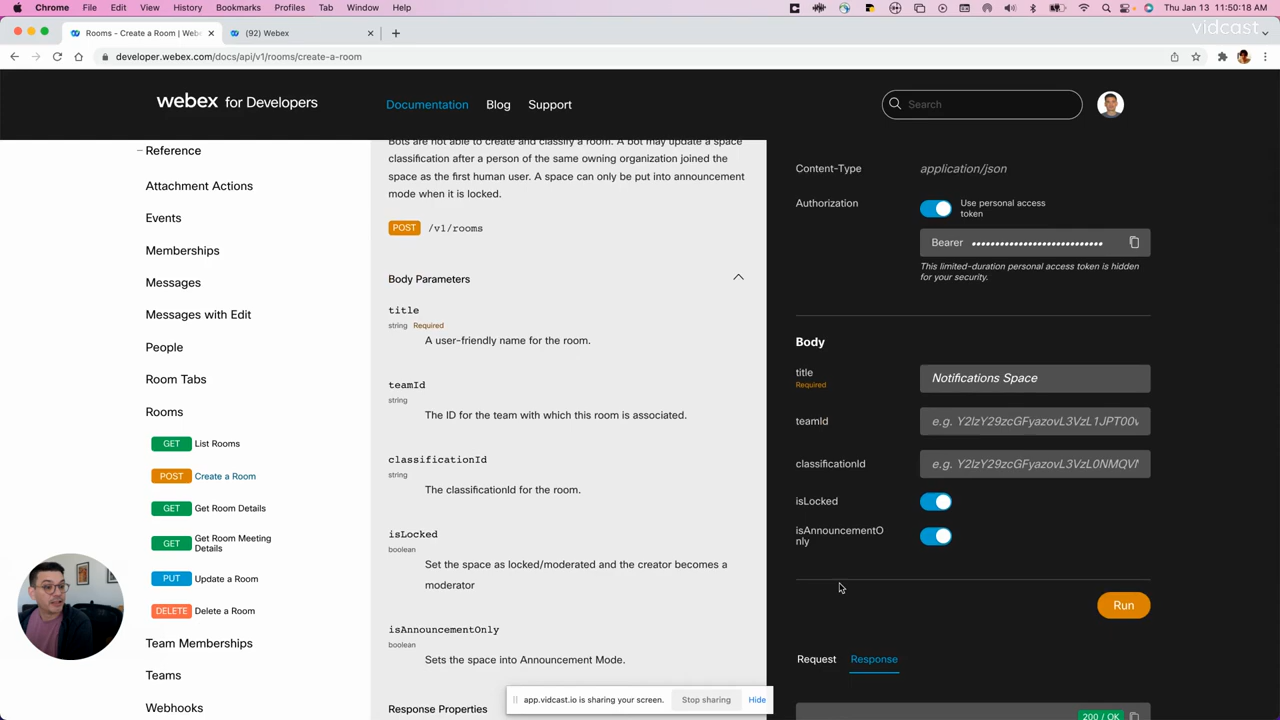 Chrome File Edit View History Bookmarks Profiles Tab Window Help Thu Jan 13 11:50:18 AM
Rooms - Create a Room | Web
(92) Webex
vidcast
developer.webex.com/docs/api/v1/rooms/create-a-room
webex for Developers
Documentation
Blog
Support
Search
Reference
Attachment Actions
Events
Memberships
Messages
Messages with Edit
People
Room Tabs
Rooms
GET List Rooms
POST Create a Room
GET Get Room Details
GET Get Room Meeting
Details
PUT Update a Room
DELETE Delete a Room
Team Memberships
Teams
Webhooks
Bots are not able to create and classify a room. A bot may update a space
classification after a person of the same owning organization joined the
space as the first human user. A space can only be put into announcement
mode when it is locked.
POST /v1/rooms
Body Parameters
title
string Required
A user-friendly name for the room.
teamId
string
The ID for the team with which this room is associated.
classificationId
string
The classificationId for the room.
isLocked
boolean
Set the space as locked/moderated and the creator becomes a
moderator
isAnnouncementOnly
boolean
Sets the space into Announcement Mode.
Response Properties
Content-Type application/json
Authorization
Use personal access
token
Bearer ••••••••••••••••••••••••••••
This limited-duration personal access token is hidden
for your security.
Body
title
Required
Notifications Space
teamId
e.g. Y2lzY29zcGFyazovL3VzL1JPT00v
classificationId
e.g. Y2lzY29zcGFyazovL3VzL0NMQVN
isLocked
isAnnouncementO
nly
Run
Request
Response
200 / OK
app.vidcast.io is sharing your screen.
Stop sharing
Hide